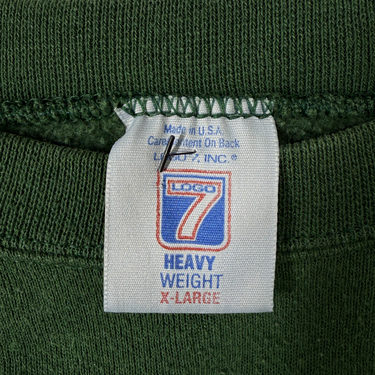 Made in U.S.A.
Care Content On Back
LOGO 7, INC.®
LOGO
7
HEAVY
WEIGHT
X-LARGE